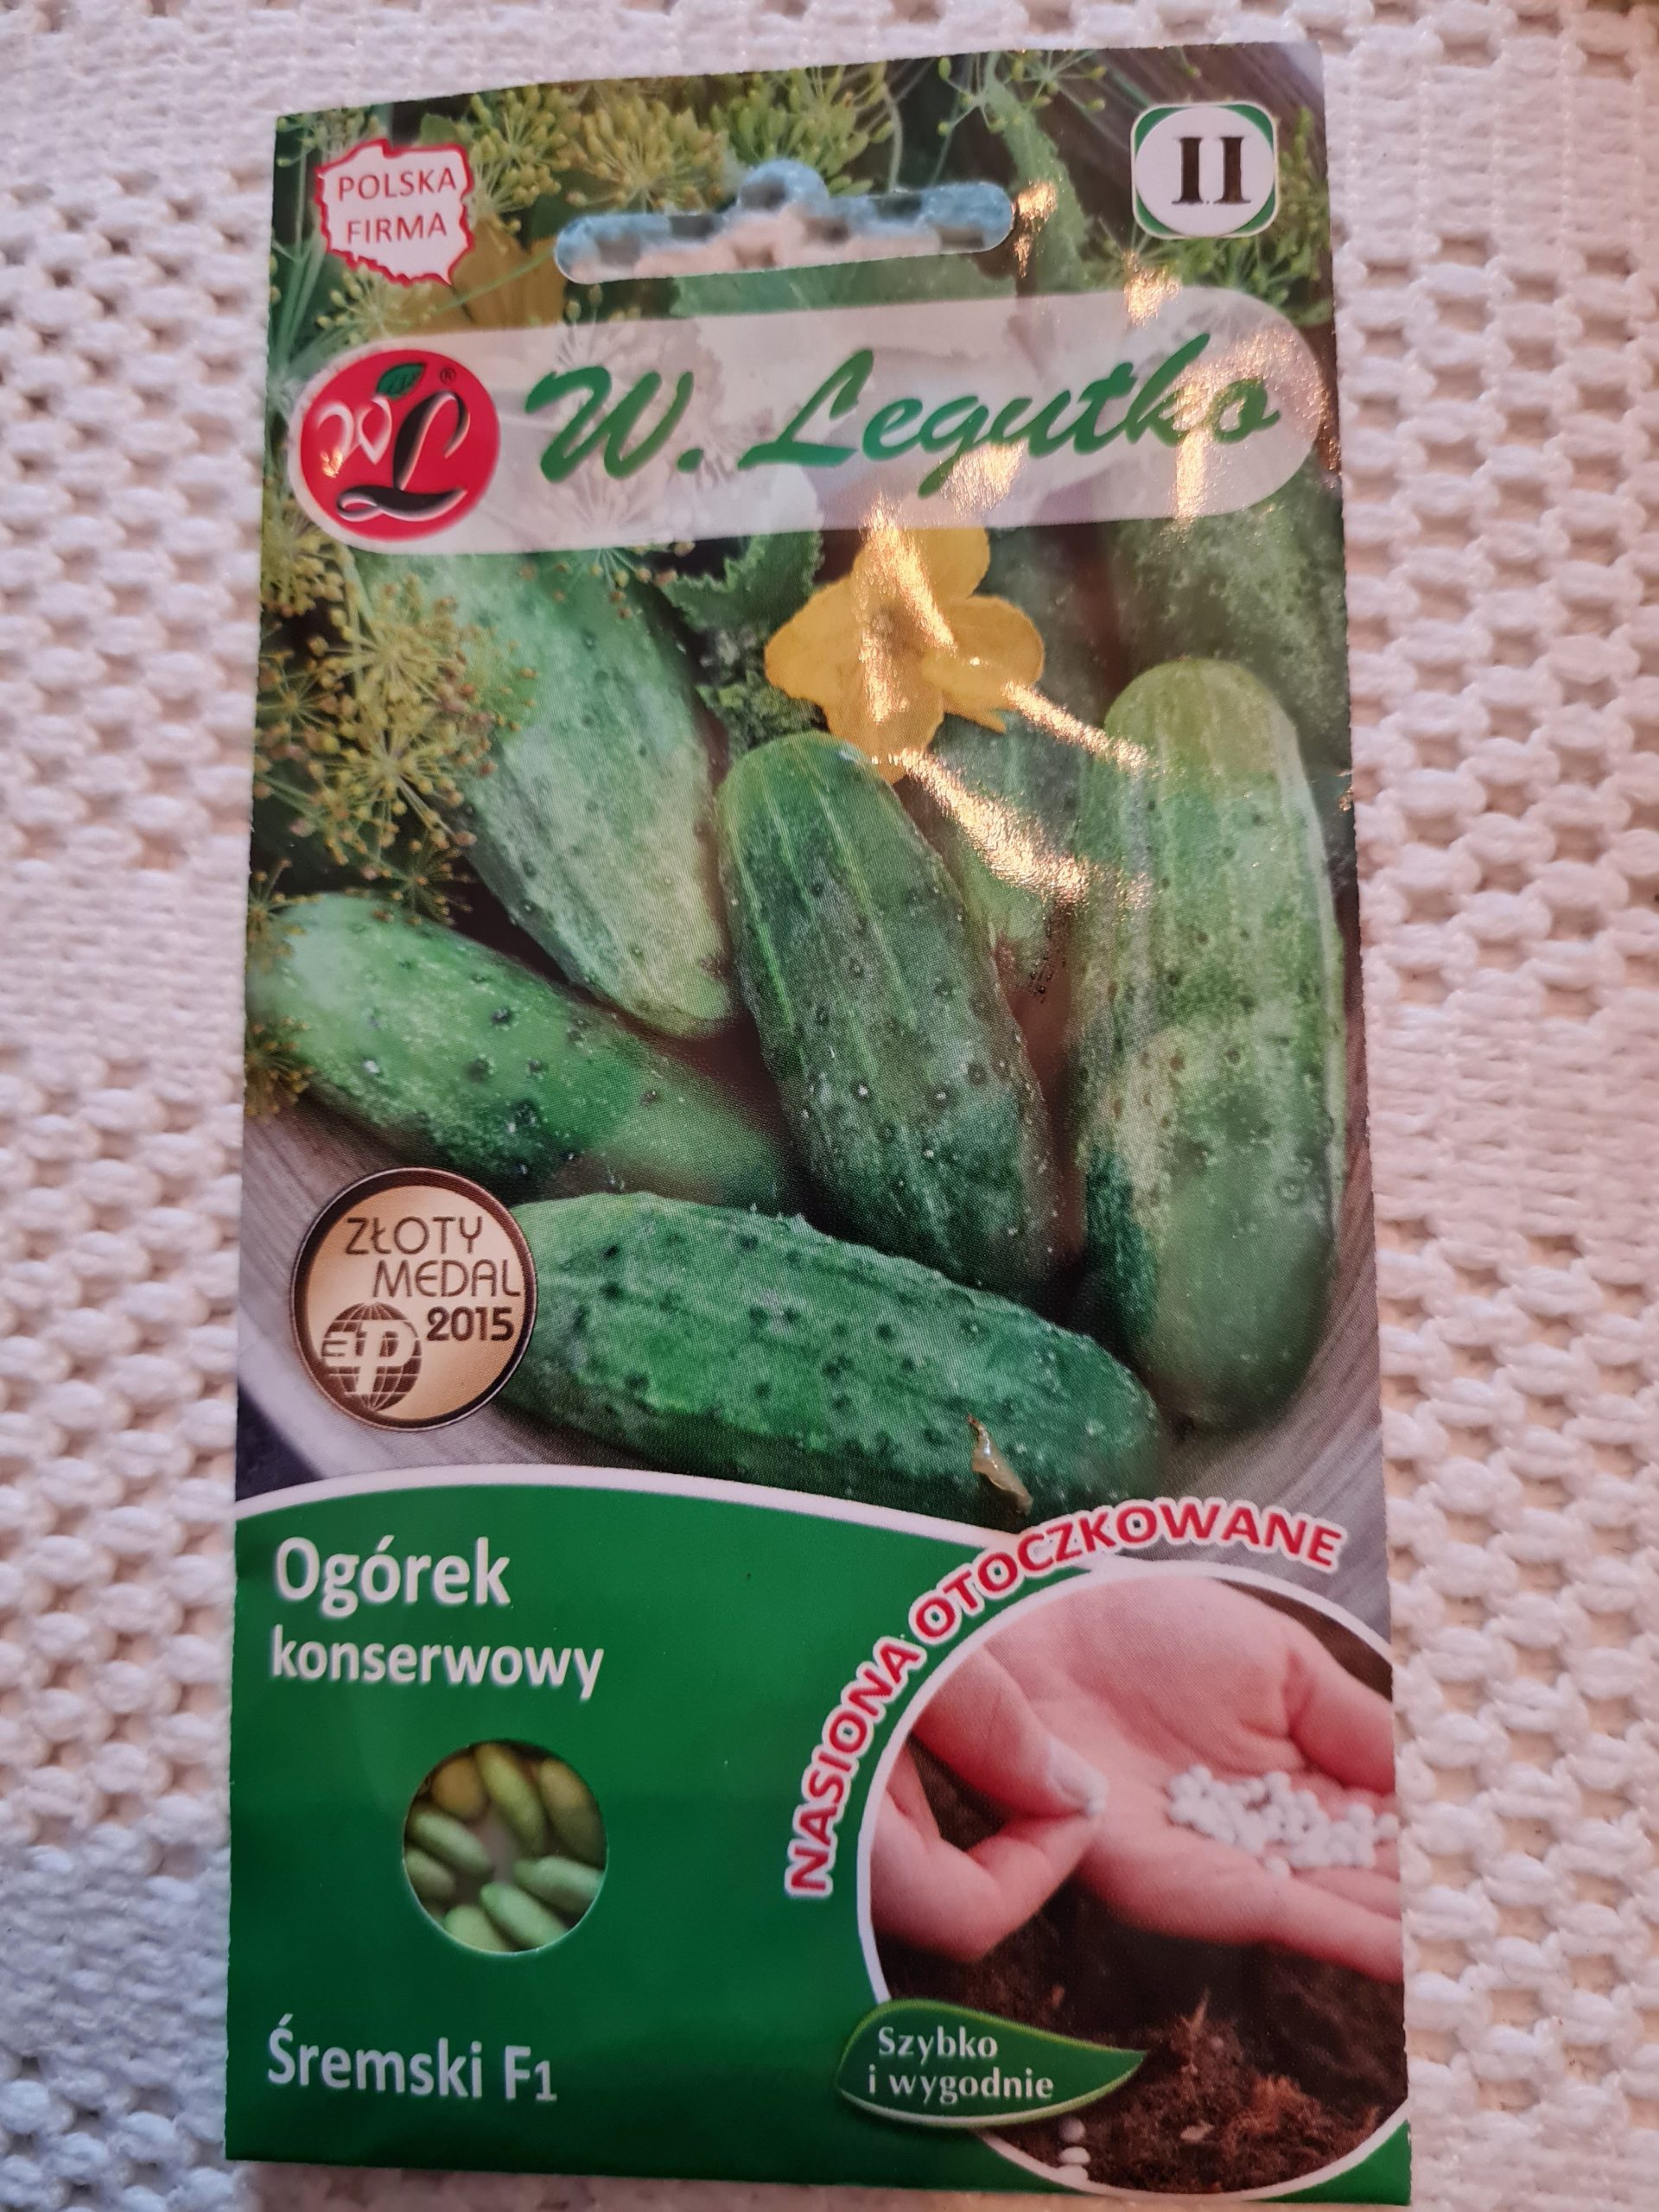 POLSKA
FIRMA
II
WL®
W. Legutko
ZŁOTY
MEDAL
2015
Ogórek
konserwowy
NASIONA OTOCZKOWANE
Śremski F1
Szybko
i wygodnie